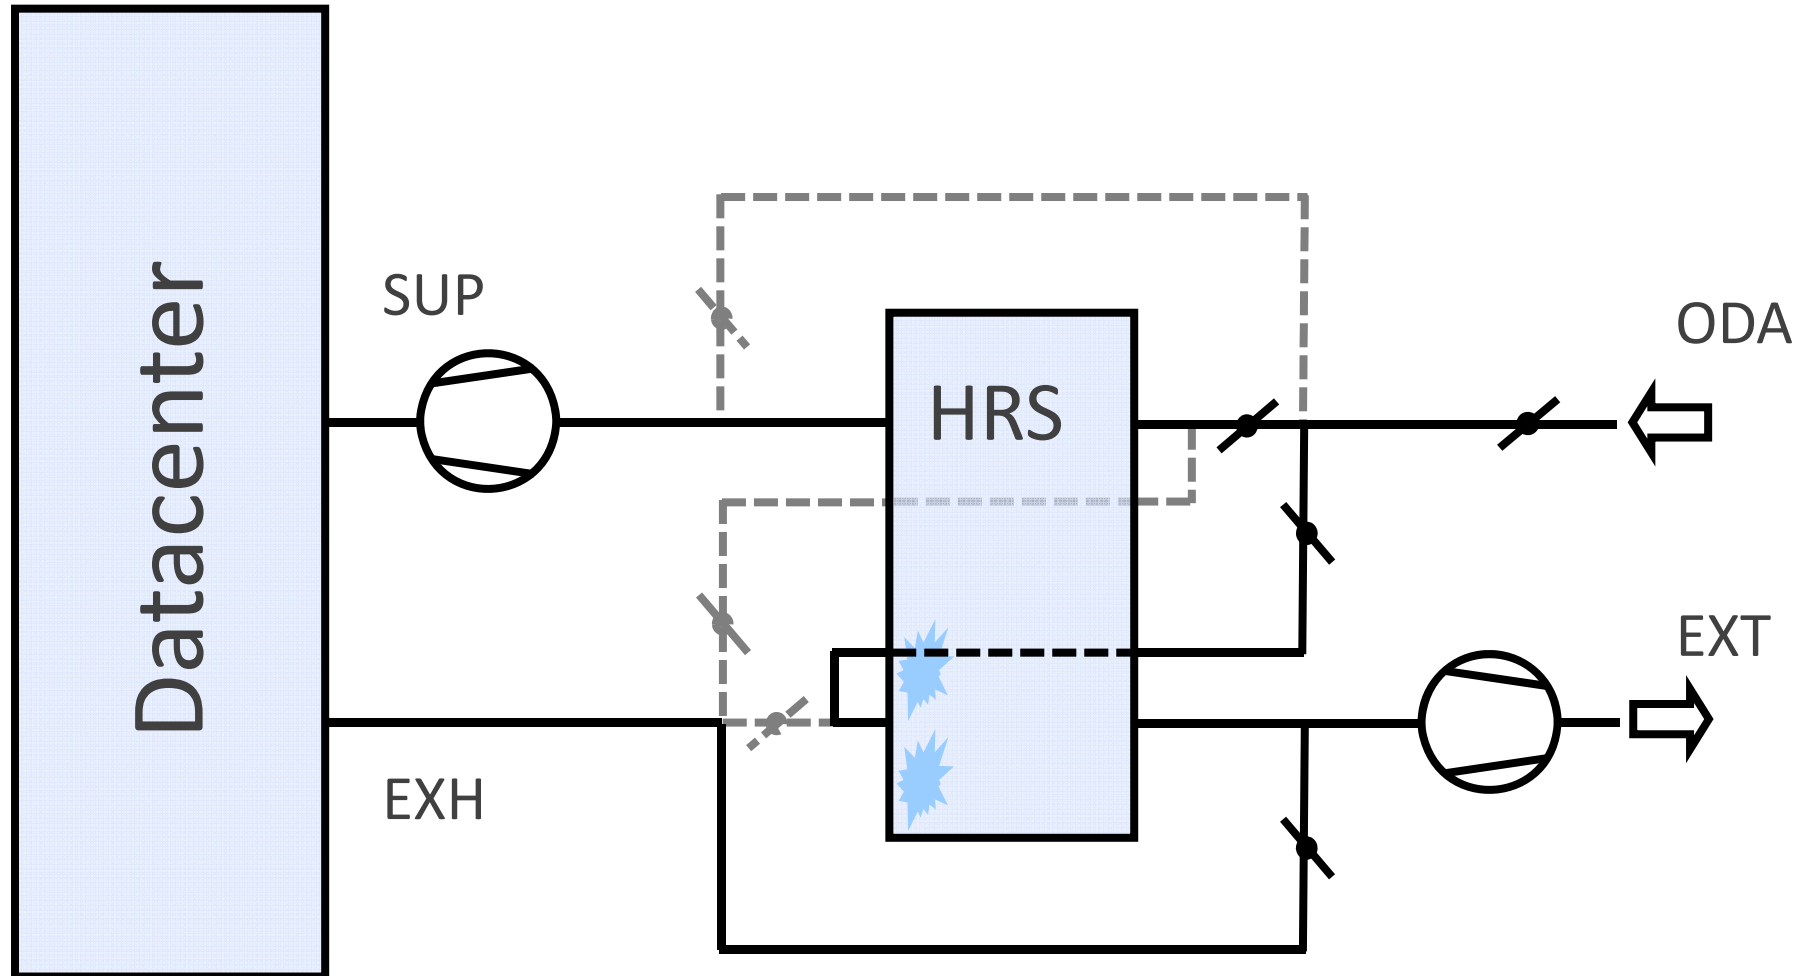 Datacenter
SUP
HRS
ODA
EXT
EXH